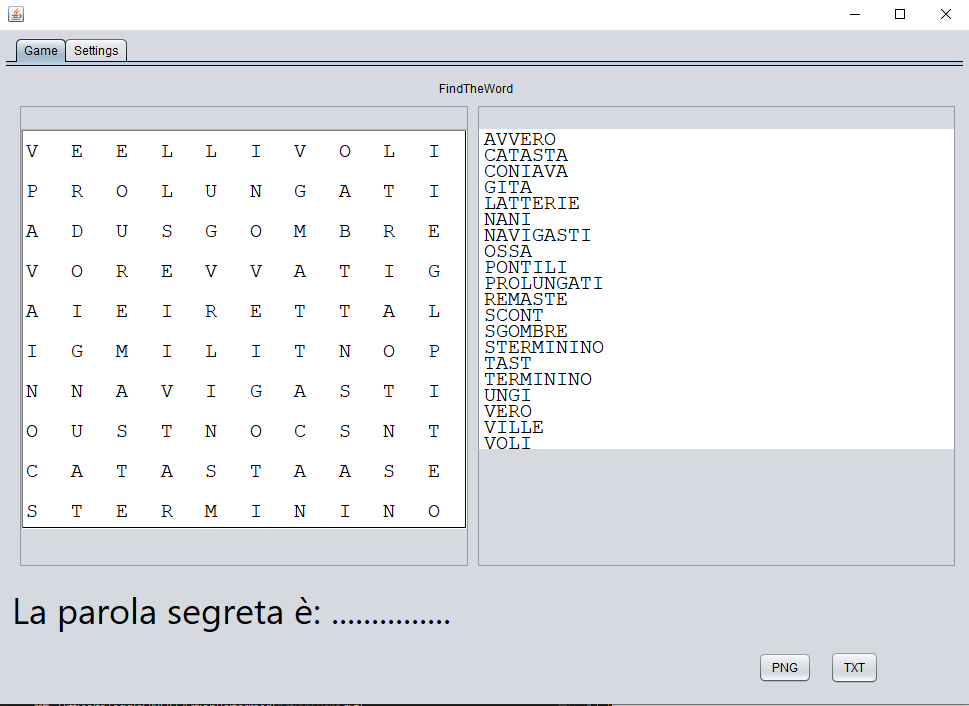 Game Settings
FindTheWord
V E E L L I V O L I
P R O L U N G A T I
A D U S G O M B R E
V O R E V V A T I G
A I E I R E T T A L
I G M I L I T N O P
N N A V I G A S T I
O U S T N O C S N T
C A T A S T A A S E
S T E R M I N I N O
AVVERO
CATASTA
CONIAVA
GITA
LATTERIE
NANI
NAVIGASTI
OSSA
PONTILI
PROLUNGATI
REMASTE
SCONT
SGOMBRE
STERMININO
TAST
TERMININO
UNGI
VERO
VILLE
VOLI
La parola segreta è: ...............
PNG TXT